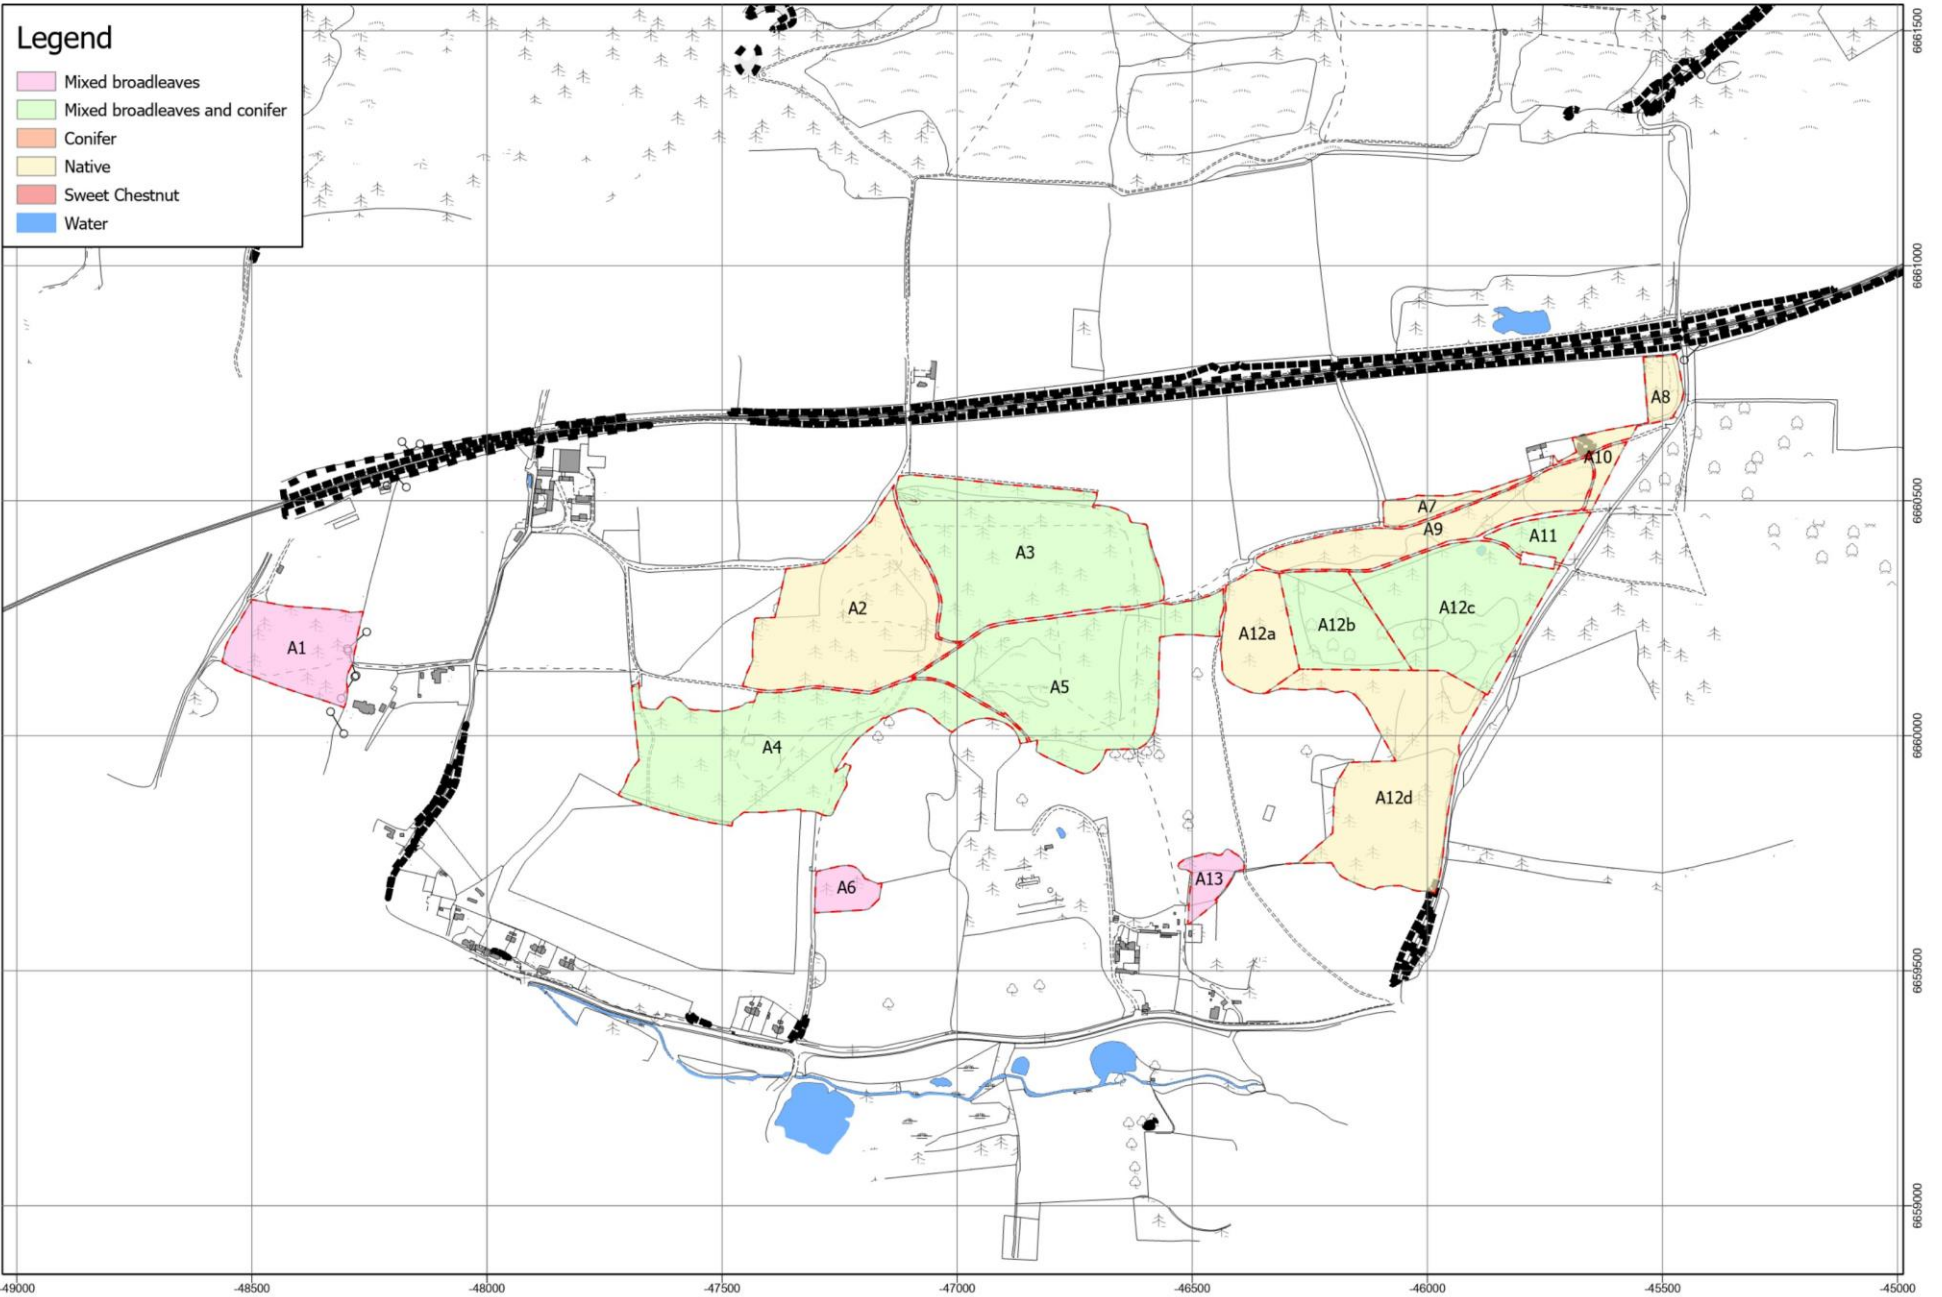 Legend
Mixed broadleaves
Mixed broadleaves and conifer
Conifer
Native
Sweet Chestnut
Water
6661500
6661000
A8
A10
6660500
A7
A9
A11
A3
A2
A12c
A12b
A12a
A1
A5
A4
6660000
A12d
A13
A6
6659500
6659000
-49000
-48500
-48000
-47500
-47000
-46500
-46000
-45500
-45000